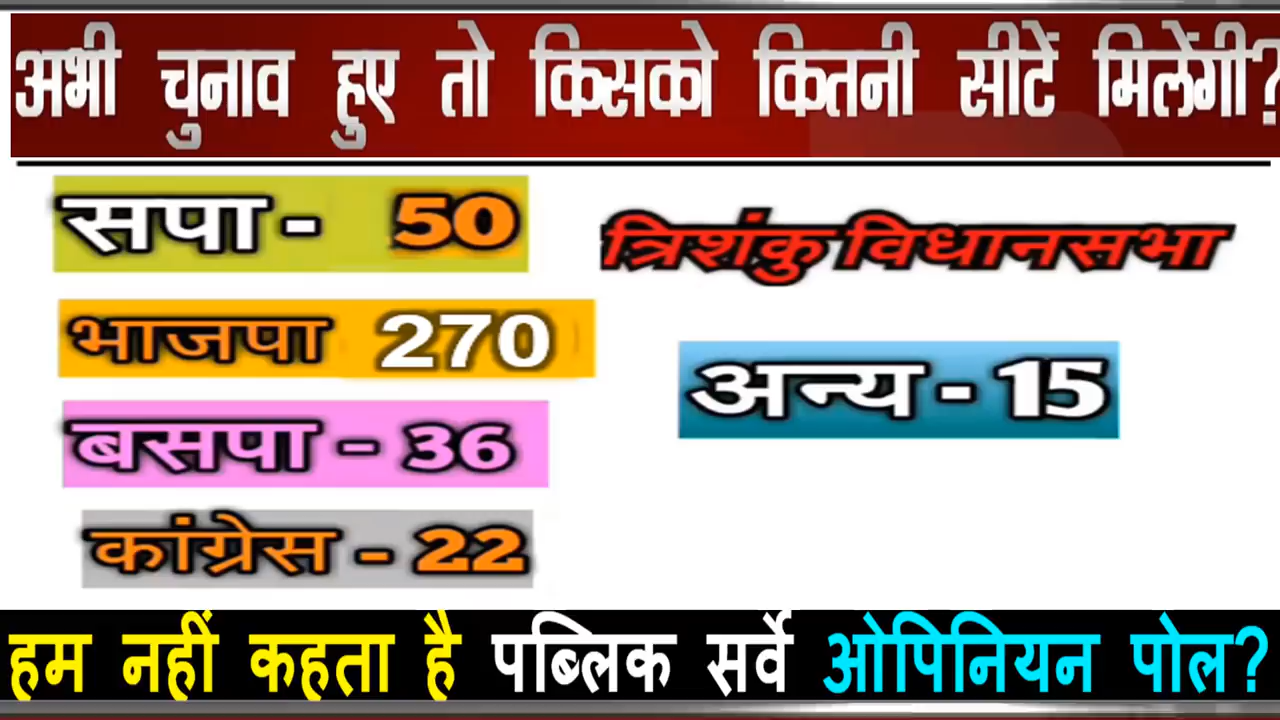 अभी चुनाव हुए तो किसको कितनी सीटें मिलेंगी?
सपा - 50
त्रिशंकु विधानसभा
भाजपा 270
अन्य - 15
बसपा - 36
कांग्रेस - 22
हम नहीं कहता है पब्लिक सर्वे ओपिनियन पोल?